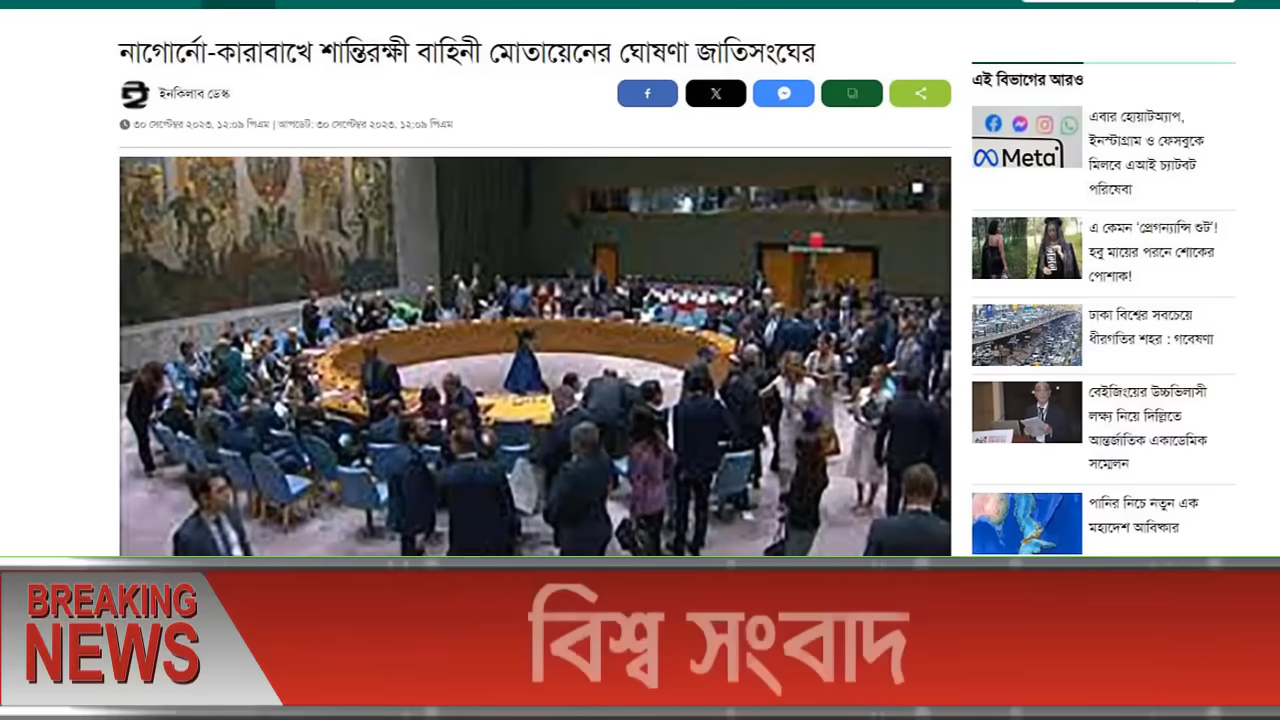 নাগোর্নো-কারাবাখে শান্তিরক্ষী বাহিনী মোতায়েনের ঘোষণা জাতিসংঘের
ইনকিলাব ডেস্ক
৩০ সেপ্টেম্বর ২০২৩, ১২:০৯ পিএম | আপডেট: ৩০ সেপ্টেম্বর ২০২৩, ১২:০৯ পিএম
এই বিভাগের আরও
Meta
এবার হোয়াটঅ্যাপ,
ইনস্টাগ্রাম ও ফেসবুকে
মিলবে এআই চ্যাটবট
পরিষেবা
এ কেমন ‘প্রেগন্যান্সি শুট’!
হবু মায়ের পরনে শোকের
পোশাক!
ঢাকা বিশ্বের সবচেয়ে
ধীরগতির শহর : গবেষণা
বেইজিংয়ের উচ্চভিলাসী
লক্ষ্য নিয়ে দিল্লিতে
আন্তর্জাতিক একাডেমিক
সম্মেলন
পানির নিচে নতুন এক
মহাদেশ আবিষ্কার
BREAKING
NEWS
বিশ্ব সংবাদ